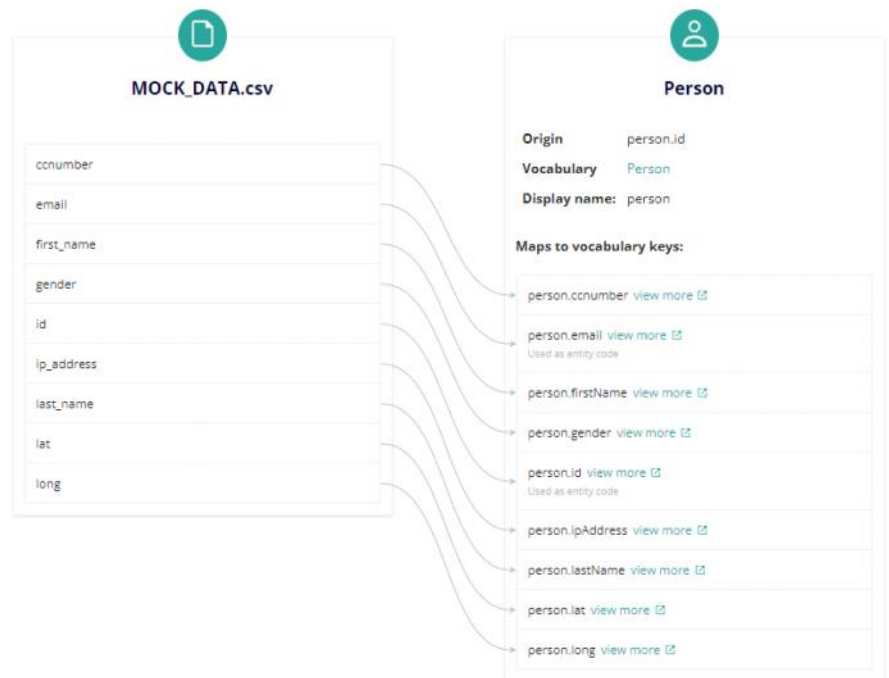 MOCK_DATA.csv
ccnumber
email
first_name
gender
id
ip_address
last_name
lat
long
Person
Origin person.id
Vocabulary Person
Display name: person
Maps to vocabulary keys:
person.ccnumber view more
person.email view more
Used as entity code
person.firstName view more
person.gender view more
person.id view more
Used as entity code
person.ipAddress view more
person.lastName view more
person.lat view more
person.long view more